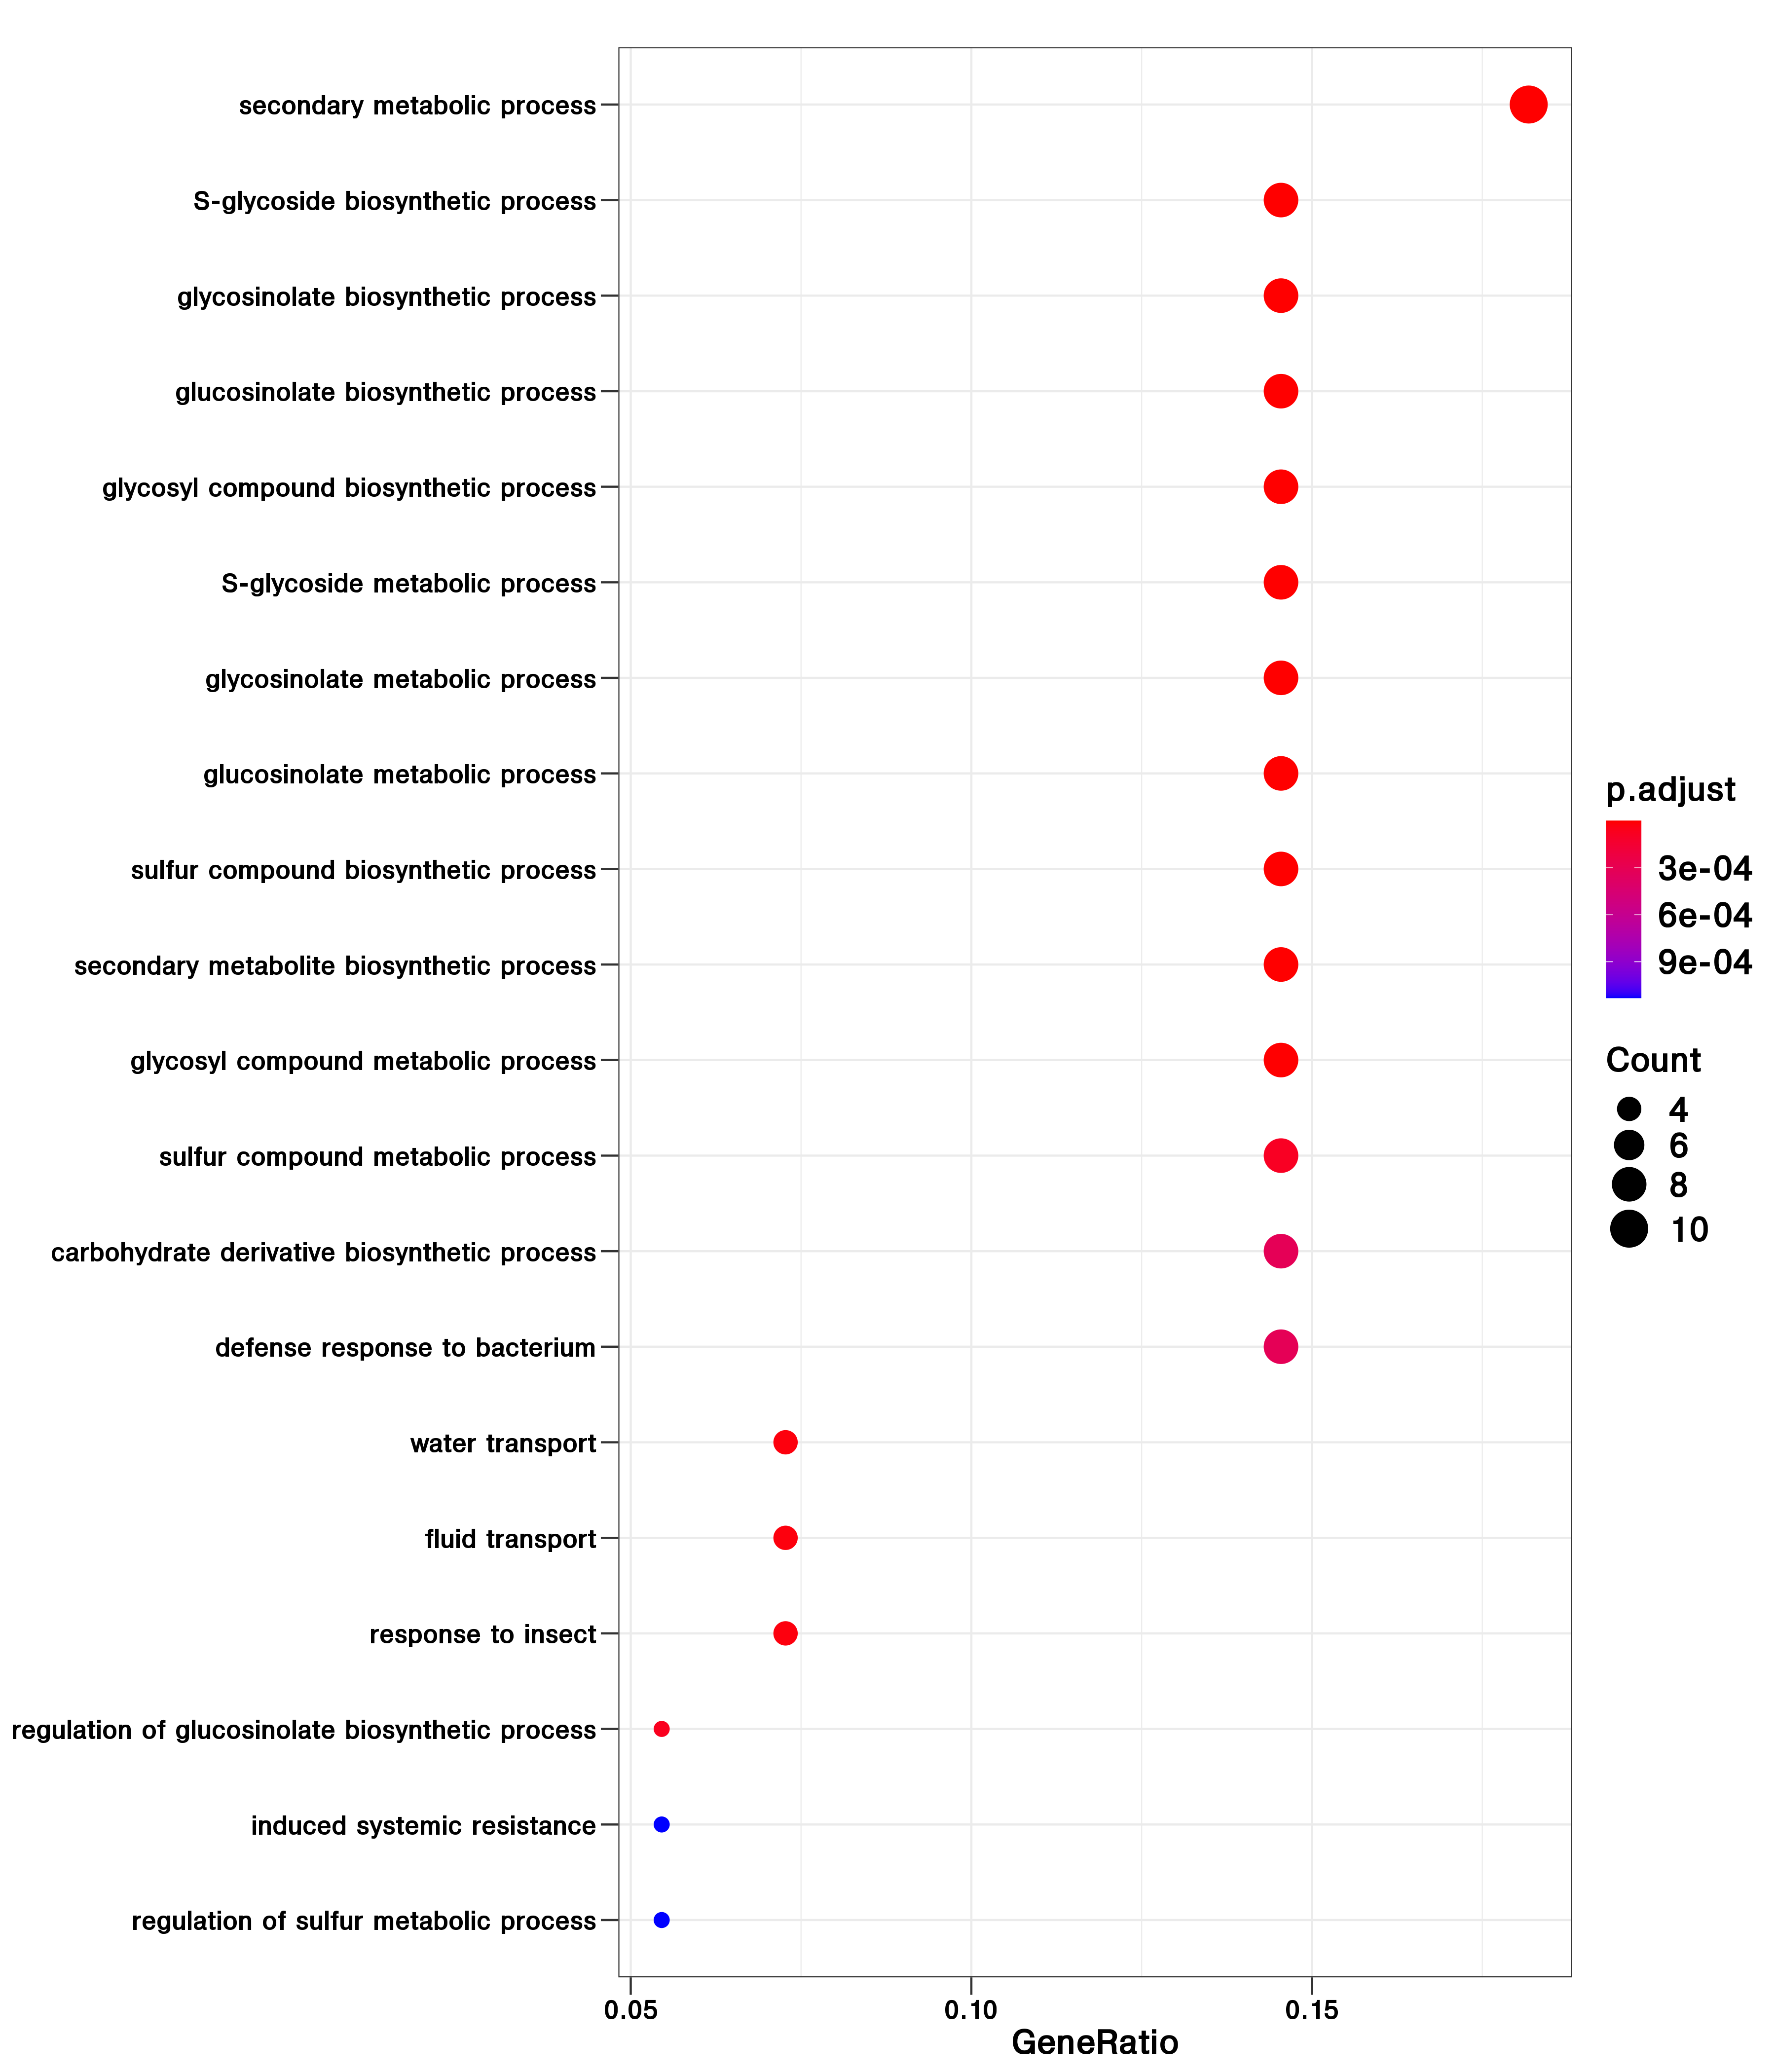 secondary metabolic process
S-glycoside biosynthetic process
glycosinolate biosynthetic process
glucosinolate biosynthetic process
glycosyl compound biosynthetic process
S-glycoside metabolic process
glycosinolate metabolic process
glucosinolate metabolic process
sulfur compound biosynthetic process
secondary metabolite biosynthetic process
glycosyl compound metabolic process
sulfur compound metabolic process
carbohydrate derivative biosynthetic process
defense response to bacterium
water transport
fluid transport
response to insect
regulation of glucosinolate biosynthetic process
induced systemic resistance
regulation of sulfur metabolic process
0.05 0.10 0.15
GeneRatio
p.adjust
3e-04
6e-04
9e-04
Count
4
6
8
10